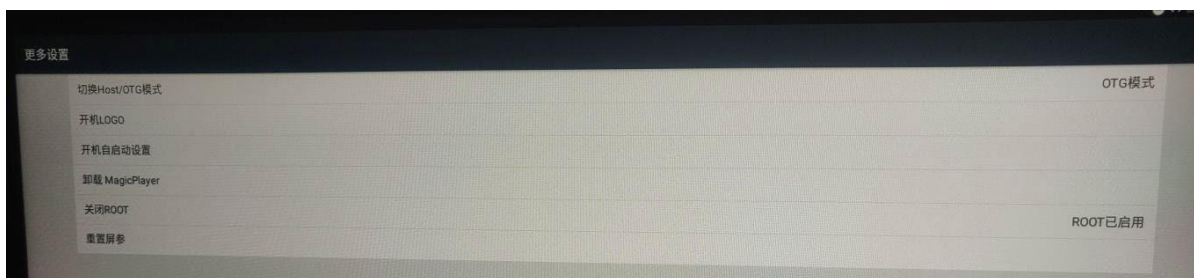 更多设置
切换Host/OTG模式
OTG模式
开机LOGO
开机自启动设置
卸载 MagicPlayer
关闭ROOT
ROOT已启用
重置屏参